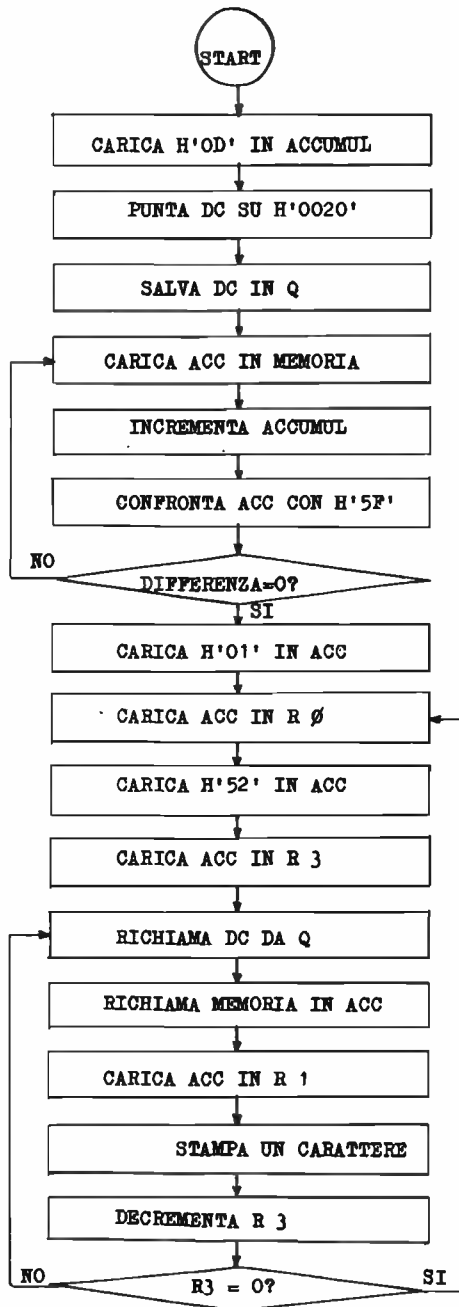 START
CARICA H'0D' IN ACCUMUL
PUNTA DC SU H'0020'
SALVA DC IN Q
CARICA ACC IN MEMORIA
INCREMENTA ACCUMUL
CONFRONTA ACC CON H'5F'
NO
DIFFERENZA=0?
SI
CARICA H'01' IN ACC
CARICA ACC IN R Ø
CARICA H'52' IN ACC
CARICA ACC IN R 3
RICHIAMA DC DA Q
RICHIAMA MEMORIA IN ACC
CARICA ACC IN R 1
STAMPA UN CARATTERE
DECREMENTA R 3
NO
R3 = 0?
SI